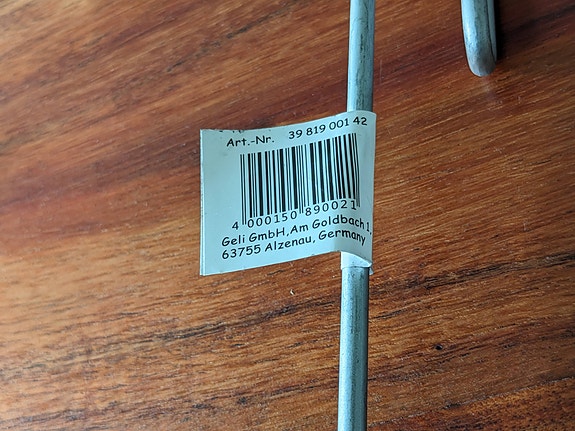 Art.-Nr. 39 819 001 42
4 000150 890021
Geli GmbH, Am Goldbach 1,
63755 Alzenau, Germany